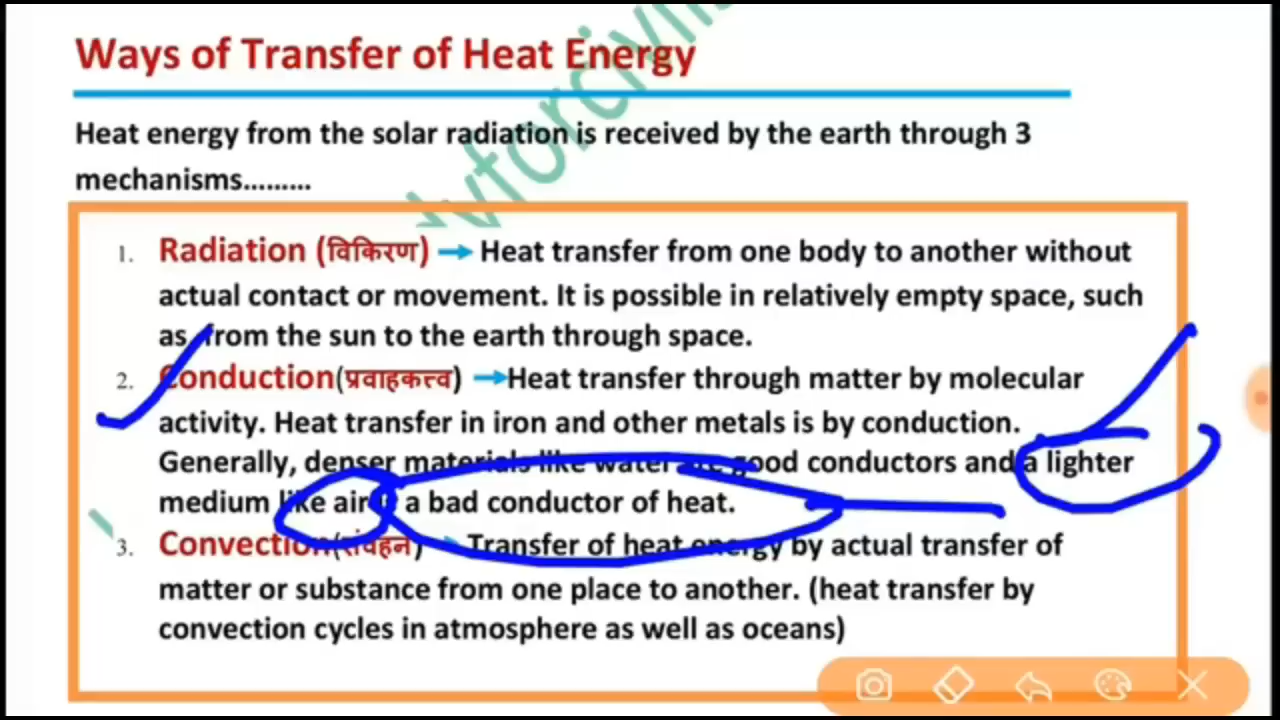 Ways of Transfer of Heat Energy
Heat energy from the solar radiation is received by the earth through 3
mechanisms.........
1. Radiation (विकिरण) → Heat transfer from one body to another without
actual contact or movement. It is possible in relatively empty space, such
as from the sun to the earth through space.
2. Conduction(प्रवाहकत्त्व) →Heat transfer through matter by molecular
activity. Heat transfer in iron and other metals is by conduction.
Generally, denser materials like water are good conductors and a lighter
medium like air is a bad conductor of heat.
3. Convection(संवहन) → Transfer of heat energy by actual transfer of
matter or substance from one place to another. (heat transfer by
convection cycles in atmosphere as well as oceans)